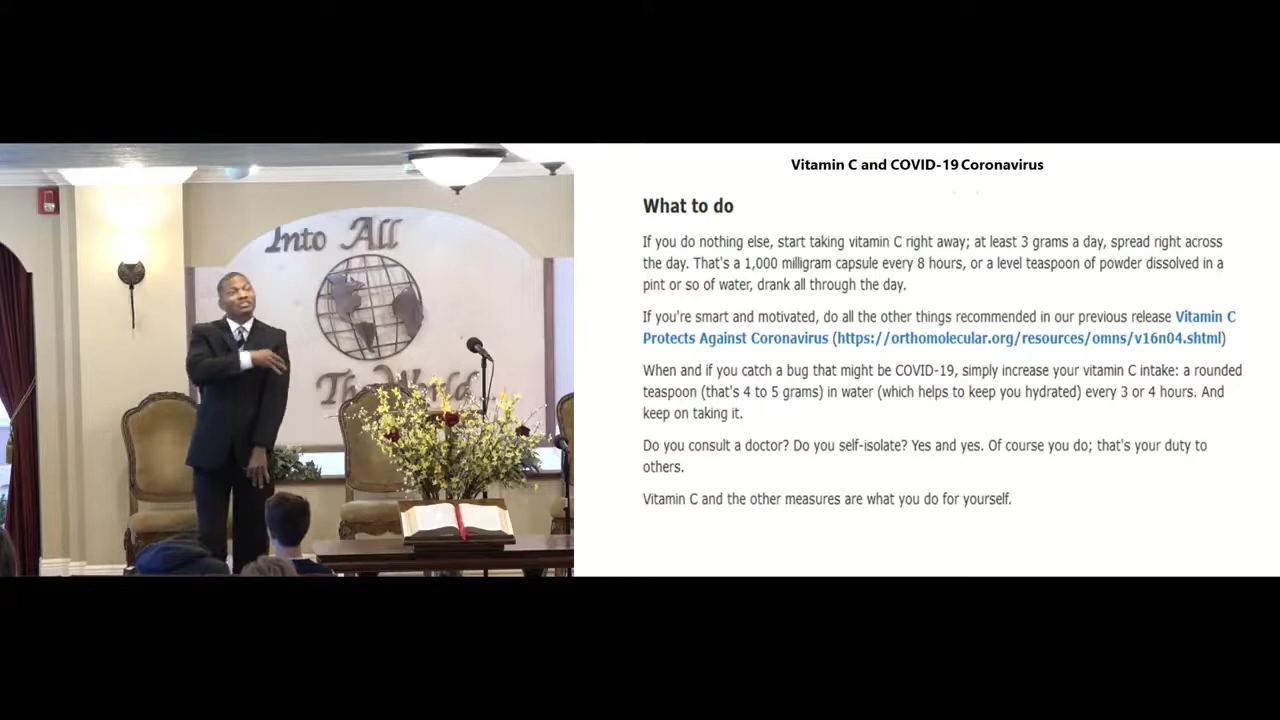 Into All
The World
Vitamin C and COVID-19 Coronavirus
What to do
If you do nothing else, start taking vitamin C right away; at least 3 grams a day, spread right across
the day. That's a 1,000 milligram capsule every 8 hours, or a level teaspoon of powder dissolved in a
pint or so of water, drank all through the day.
If you're smart and motivated, do all the other things recommended in our previous release Vitamin C
Protects Against Coronavirus (https://orthomolecular.org/resources/omns/v16n04.shtml)
When and if you catch a bug that might be COVID-19, simply increase your vitamin C intake: a rounded
teaspoon (that's 4 to 5 grams) in water (which helps to keep you hydrated) every 3 or 4 hours. And
keep on taking it.
Do you consult a doctor? Do you self-isolate? Yes and yes. Of course you do; that's your duty to
others.
Vitamin C and the other measures are what you do for yourself.